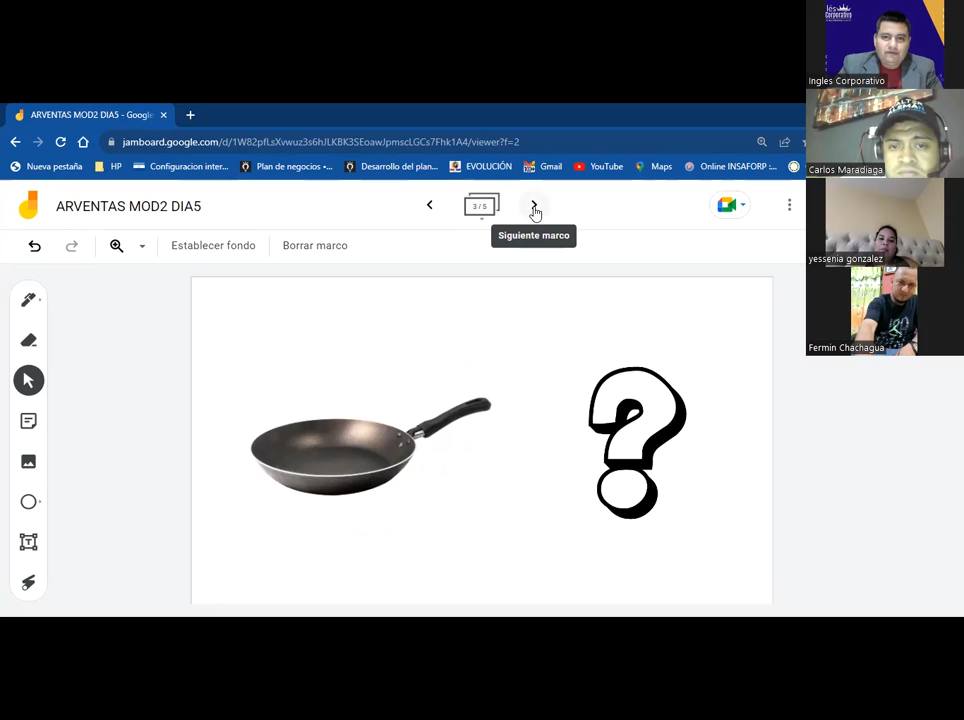 Inglés
Corporativo
Ingles Corporativo
Carlos Maradiaga
yessenia gonzalez
Fermin Chachagua
ARVENTAS MOD2 DIA5 - Google
jamboard.google.com/d/1W82pfLsXvwuz3s6hJLKBK3SEoawJpmscLGCs7Fhk1A4/viewer?f=2
Nueva pestaña
HP
Configuracion inter...
Plan de negocios •...
Desarrollo del plan...
EVOLUCIÓN
Gmail
YouTube
Maps
Online INSAFORP :..
ARVENTAS MOD2 DIA5
3 / 5
Siguiente marco
Establecer fondo
Borrar marco
?